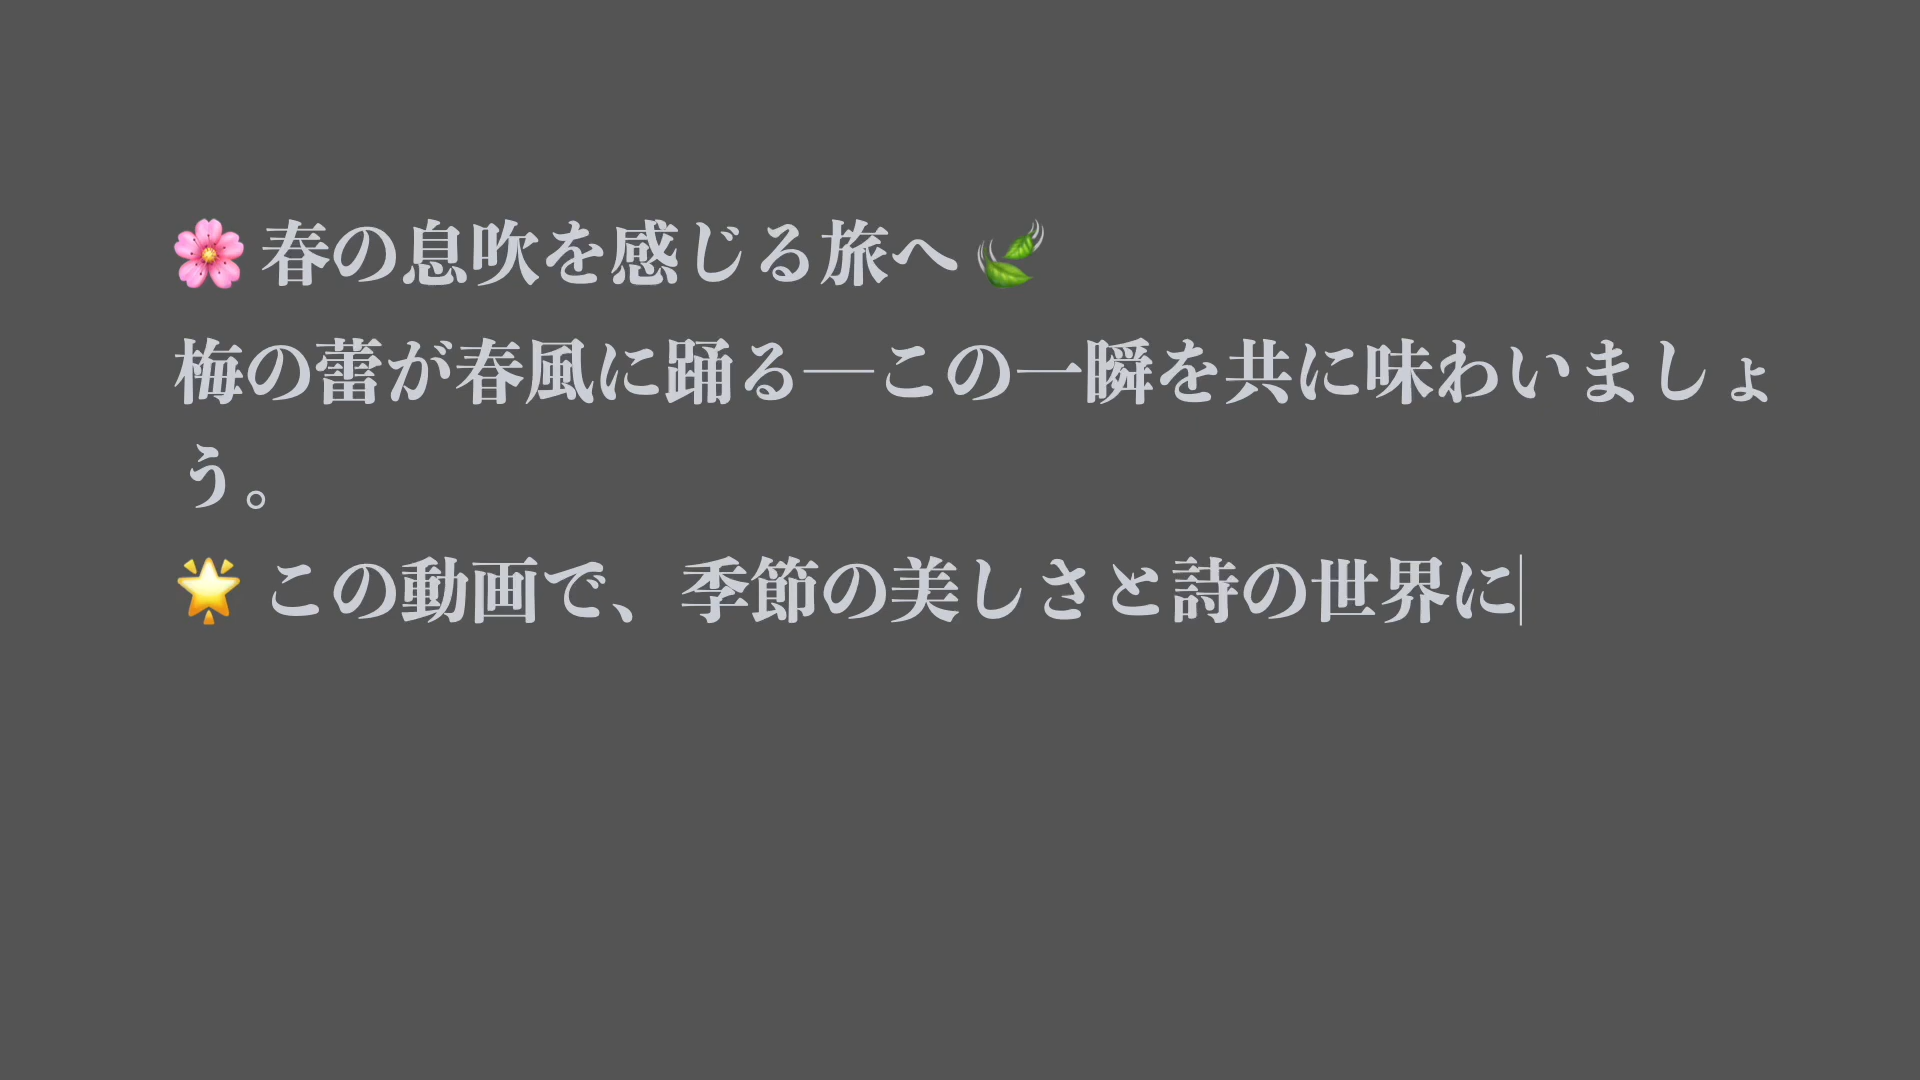 🌸 春の息吹を感じる旅へ 🍃
梅の蕾が春風に踊る—この一瞬を共に味わいましょ
う。
🌟 この動画で、季節の美しさと詩の世界に